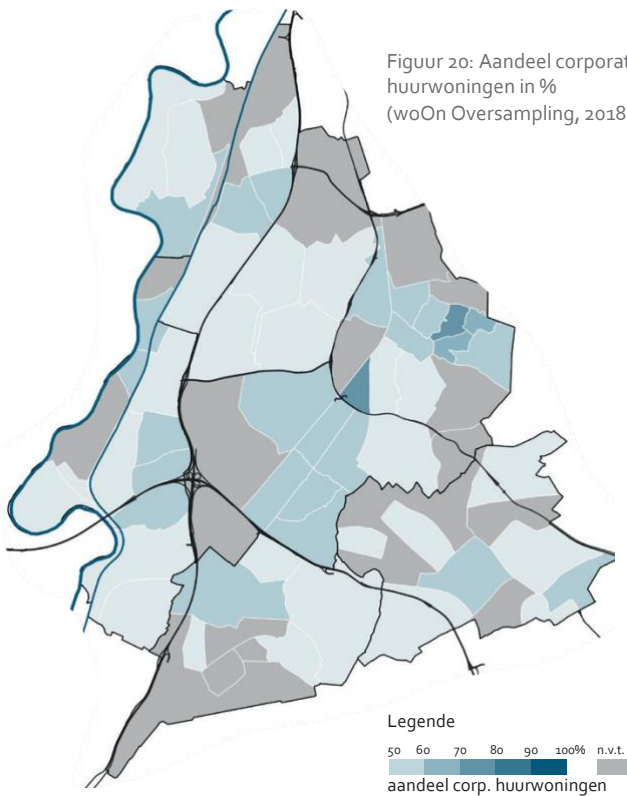 Figuur 20: Aandeel corporat
huurwoningen in %
(woOn Oversampling, 2018
Legende
50 60 70 80 90 100% n.v.t.
aandeel corp. huurwoningen